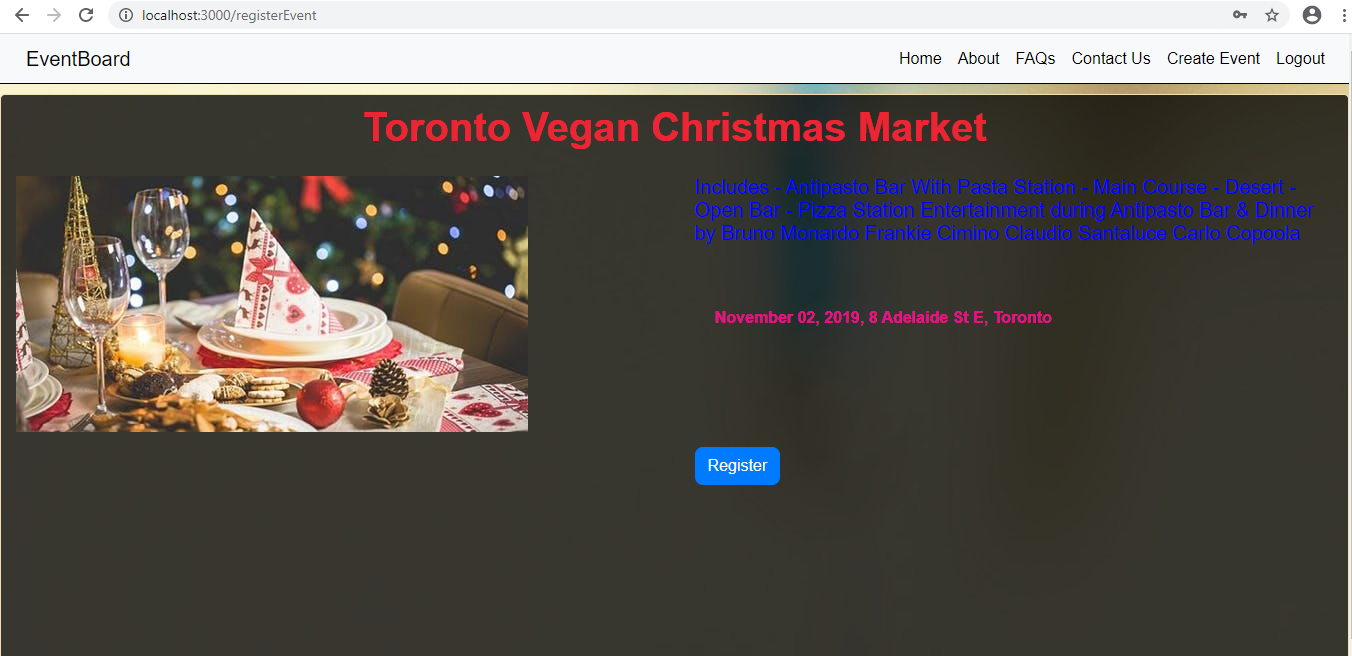 localhost:3000/registerEvent
EventBoard
Home About FAQs Contact Us Create Event Logout
Toronto Vegan Christmas Market
Includes - Antipasto Bar With Pasta Station - Main Course - Desert -
Open Bar - Pizza Station Entertainment during Antipasto Bar & Dinner
by Bruno Monardo Frankie Cimino Claudio Santaluce Carlo Copoola
November 02, 2019, 8 Adelaide St E, Toronto
Register